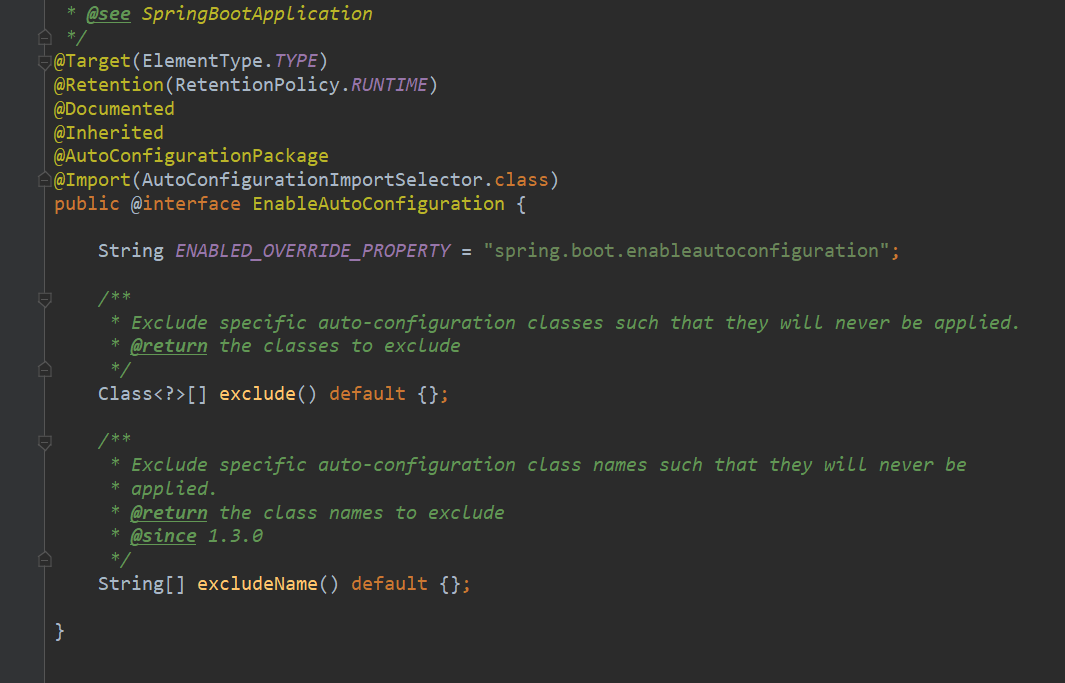 * @see SpringBootApplication
*/
@Target(ElementType.TYPE)
@Retention(RetentionPolicy.RUNTIME)
@Documented
@Inherited
@AutoConfigurationPackage
@Import(AutoConfigurationImportSelector.class)
public @interface EnableAutoConfiguration {
String ENABLED_OVERRIDE_PROPERTY = "spring.boot.enableautoconfiguration";
/**
* Exclude specific auto-configuration classes such that they will never be applied.
* @return the classes to exclude
*/
Class<?>[] exclude() default {};
/**
* Exclude specific auto-configuration class names such that they will never be
* applied.
* @return the class names to exclude
* @since 1.3.0
*/
String[] excludeName() default {};
}